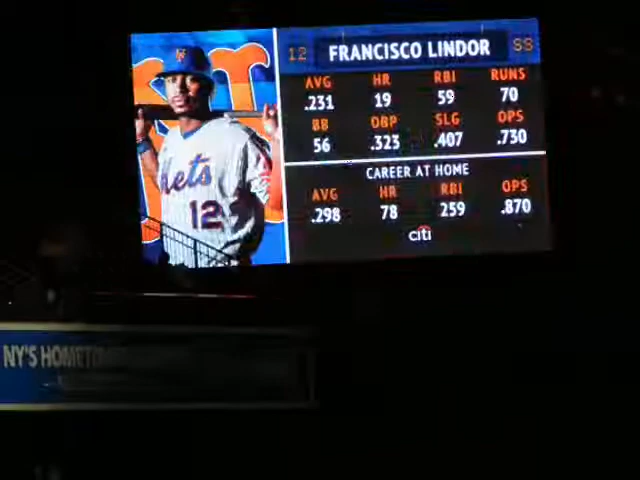 12 FRANCISCO LINDOR SS
AVG HR RBI RUNS
.231 19 59 70
BB OBP SLG OPS
56 .323 .407 .730
CAREER AT HOME
AVG HR RBI OPS
.298 78 259 .870
citi
Mets
12
NY'S